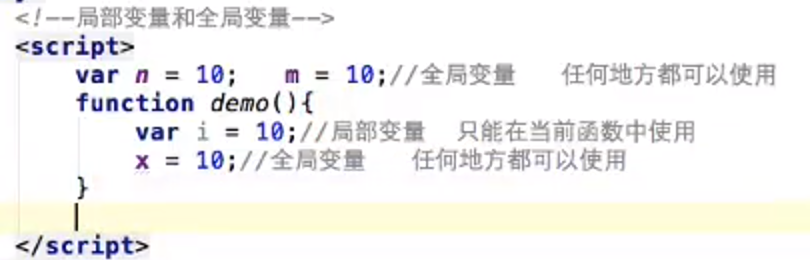 <!--局部变量和全局变量-->
<script>
var n = 10;   m = 10;//全局变量    任何地方都可以使用
function demo(){
var i = 10;//局部变量   只能在当前函数中使用
x = 10;//全局变量    任何地方都可以使用
}
</script>